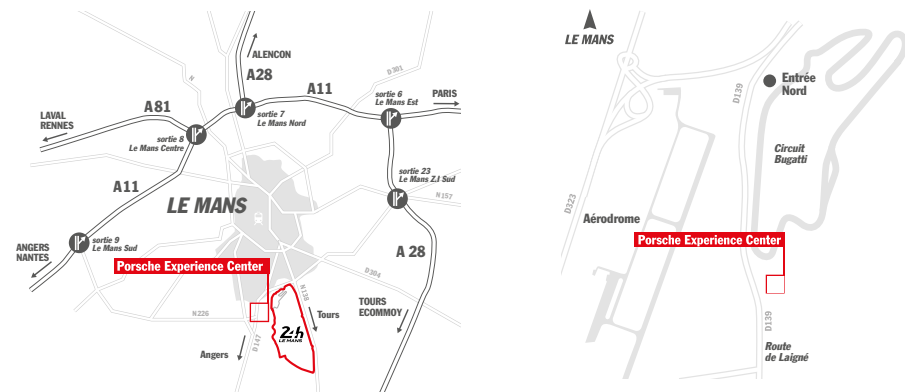 ALENCON
A28
A11
D301
N
sortie 6
Le Mans Est
PARIS
A81
sortie 7
Le Mans Nord
LAVAL
RENNES
sortie 8
Le Mans Centre
sortie 23
Le Mans Z.I Sud
A11
LE MANS
N157
ANGERS
NANTES
sortie 9
Le Mans Sud
A 28
Porsche Experience Center
D304
N138
TOURS
ECOMMOY
N226
Tours
24h
LE MANS
Angers
D147
LE MANS
D139
Entrée
Nord
Circuit
Bugatti
D323
Aérodrome
Porsche Experience Center
D139
Route
de Laigné